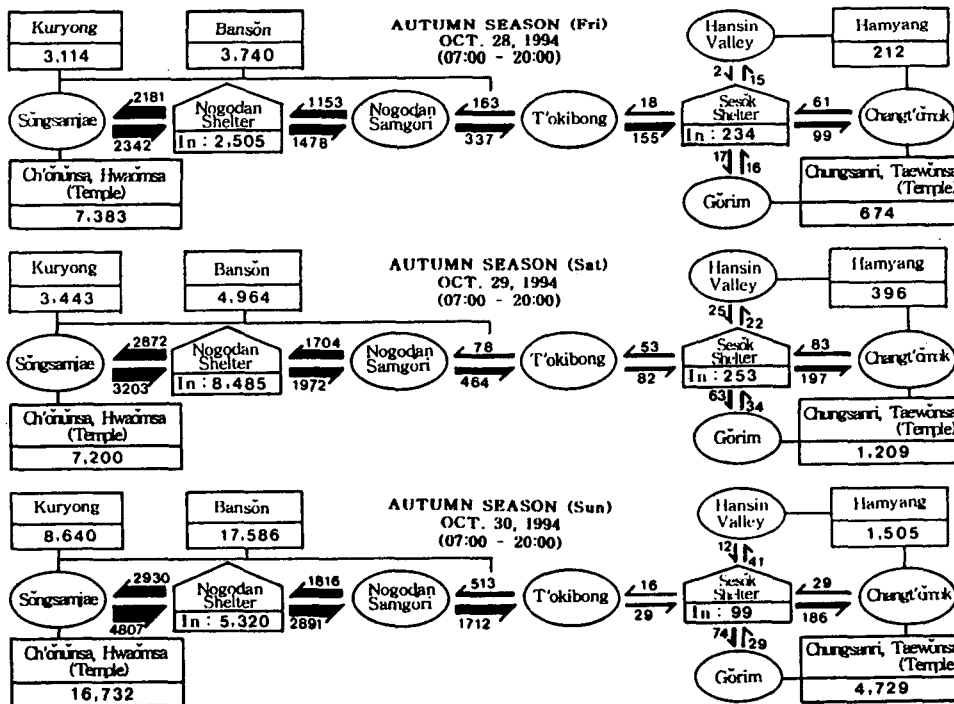 Kuryong
3.114
Bansŏn
3.740
AUTUMN SEASON (Fri)
OCT. 28, 1994
(07:00 - 20:00)
Hansin
Valley
Hamyang
212
2
15
Sŏngsamjae
2181
2342
Nogodan
Shelter
In : 2,505
1153
1478
Nogodan
Samgori
163
337
T'okibong
18
155
Sesŏk
Shelter
In : 234
61
99
17
16
Ch'ŏnŭnsa, Hwaŏmsa
(Temple)
7.383
Gŏrim
Chungsanri, Taewŏnsa
(Temple)
674
Kuryong
3.443
Bansŏn
4.964
AUTUMN SEASON (Sat)
OCT. 29, 1994
(07:00 - 20:00)
Hansin
Valley
Hamyang
396
25
22
Sŏngsamjae
2872
3203
Nogodan
Shelter
In : 8,485
1704
1972
Nogodan
Samgori
78
464
T'okibong
53
82
Sesŏk
Shelter
In : 253
83
197
63
34
Ch'ŏnŭnsa, Hwaŏmsa
(Temple)
7,200
Gŏrim
Chungsanri, Taewŏnsa
(Temple)
1.209
Kuryong
8.640
Bansŏn
17.586
AUTUMN SEASON (Sun)
OCT. 30, 1994
(07:00 - 20:00)
Hansin
Valley
Hamyang
1.505
12
41
Sŏngsamjae
2930
4807
Nogodan
Shelter
In : 5,320
1816
2891
Nogodan
Samgori
513
1712
T'okibong
16
29
Sesŏk
Shelter
In : 99
29
186
74
29
Ch'ŏnŭnsa, Hwaŏmsa
(Temple)
16,732
Gŏrim
Chungsanri, Taewŏnsa
(Temple)
4,729